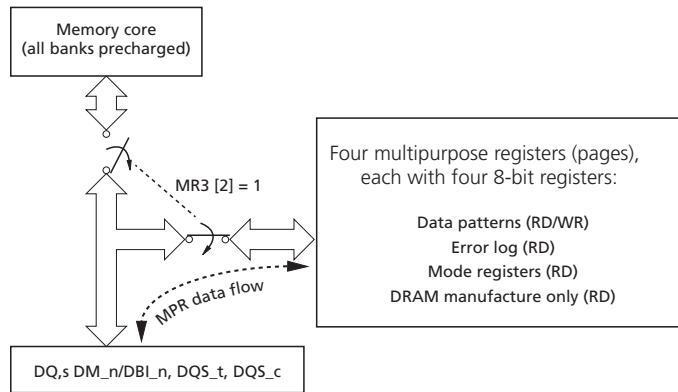 Memory core
(all banks precharged)
Four multipurpose registers (pages),
each with four 8-bit registers:
Data patterns (RD/WR)
Error log (RD)
Mode registers (RD)
DRAM manufacture only (RD)
MR3 [2] = 1
MPR data flow
DQ,s DM_n/DBI_n, DQS_t, DQS_c